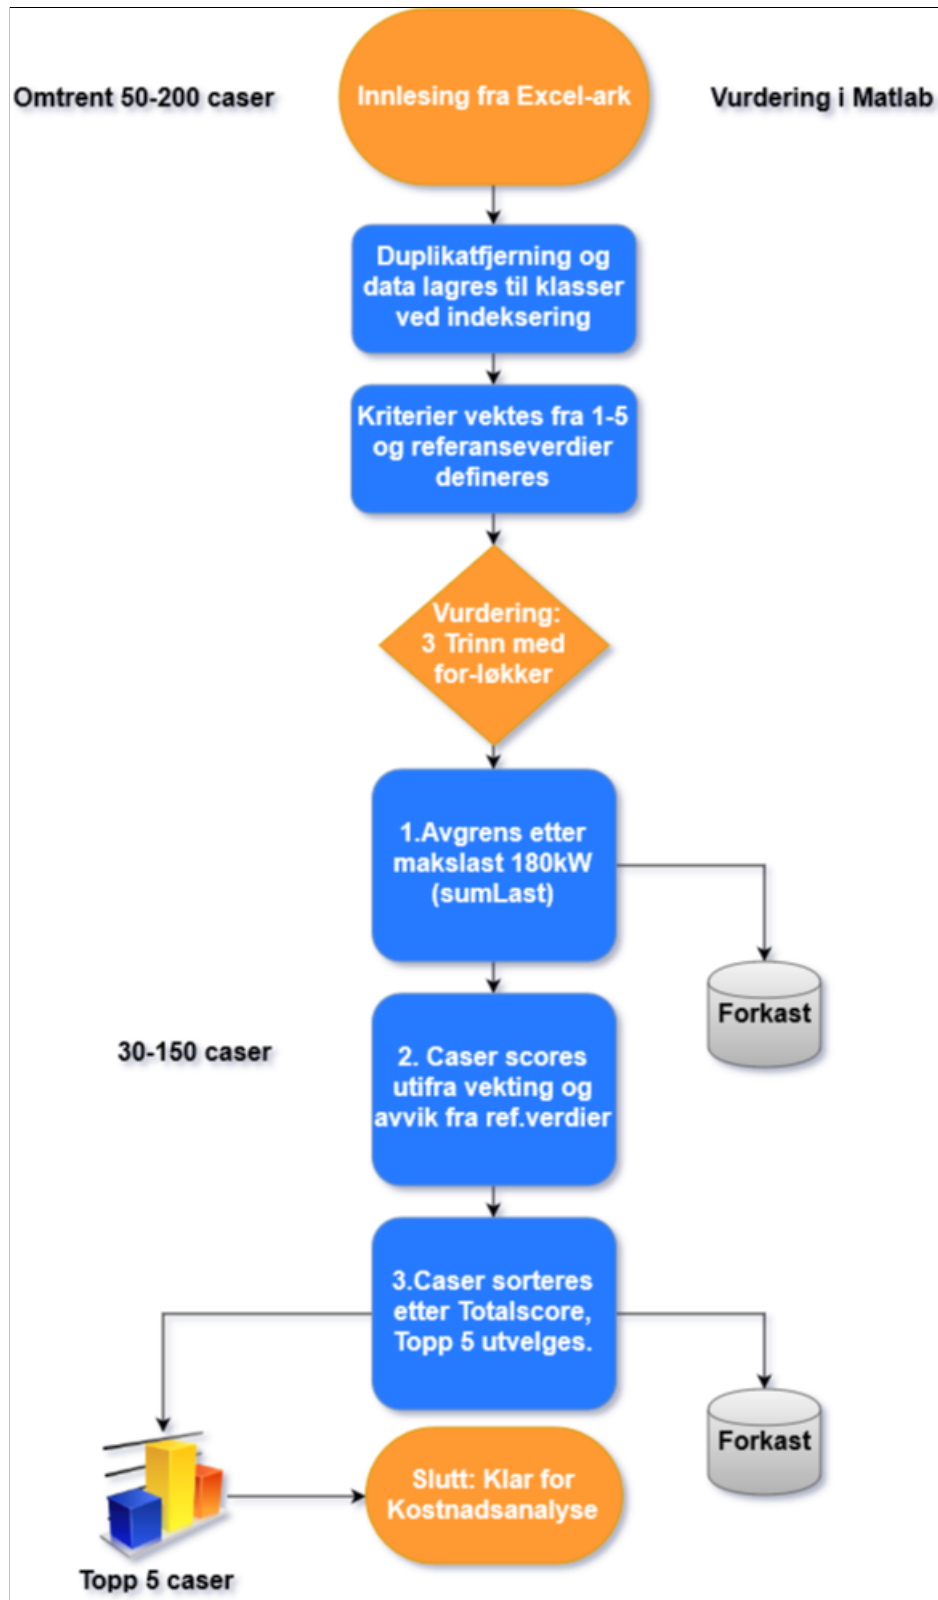 Omtrent 50-200 caser
Innlesing fra Excel-ark
Vurdering i Matlab
Duplikatfjerning og
data lagres til klasser
ved indeksering
Kriterier vektes fra 1-5
og referanseverdier
defineres
Vurdering:
3 Trinn med
for-løkker
1.Avgrens etter
makslast 180kW
(sumLast)
Forkast
30-150 caser
2. Caser scores
utifra vekting og
avvik fra ref.verdier
3.Caser sorteres
etter Totalscore,
Topp 5 utvelges.
Forkast
Slutt: Klar for
Kostnadsanalyse
Topp 5 caser